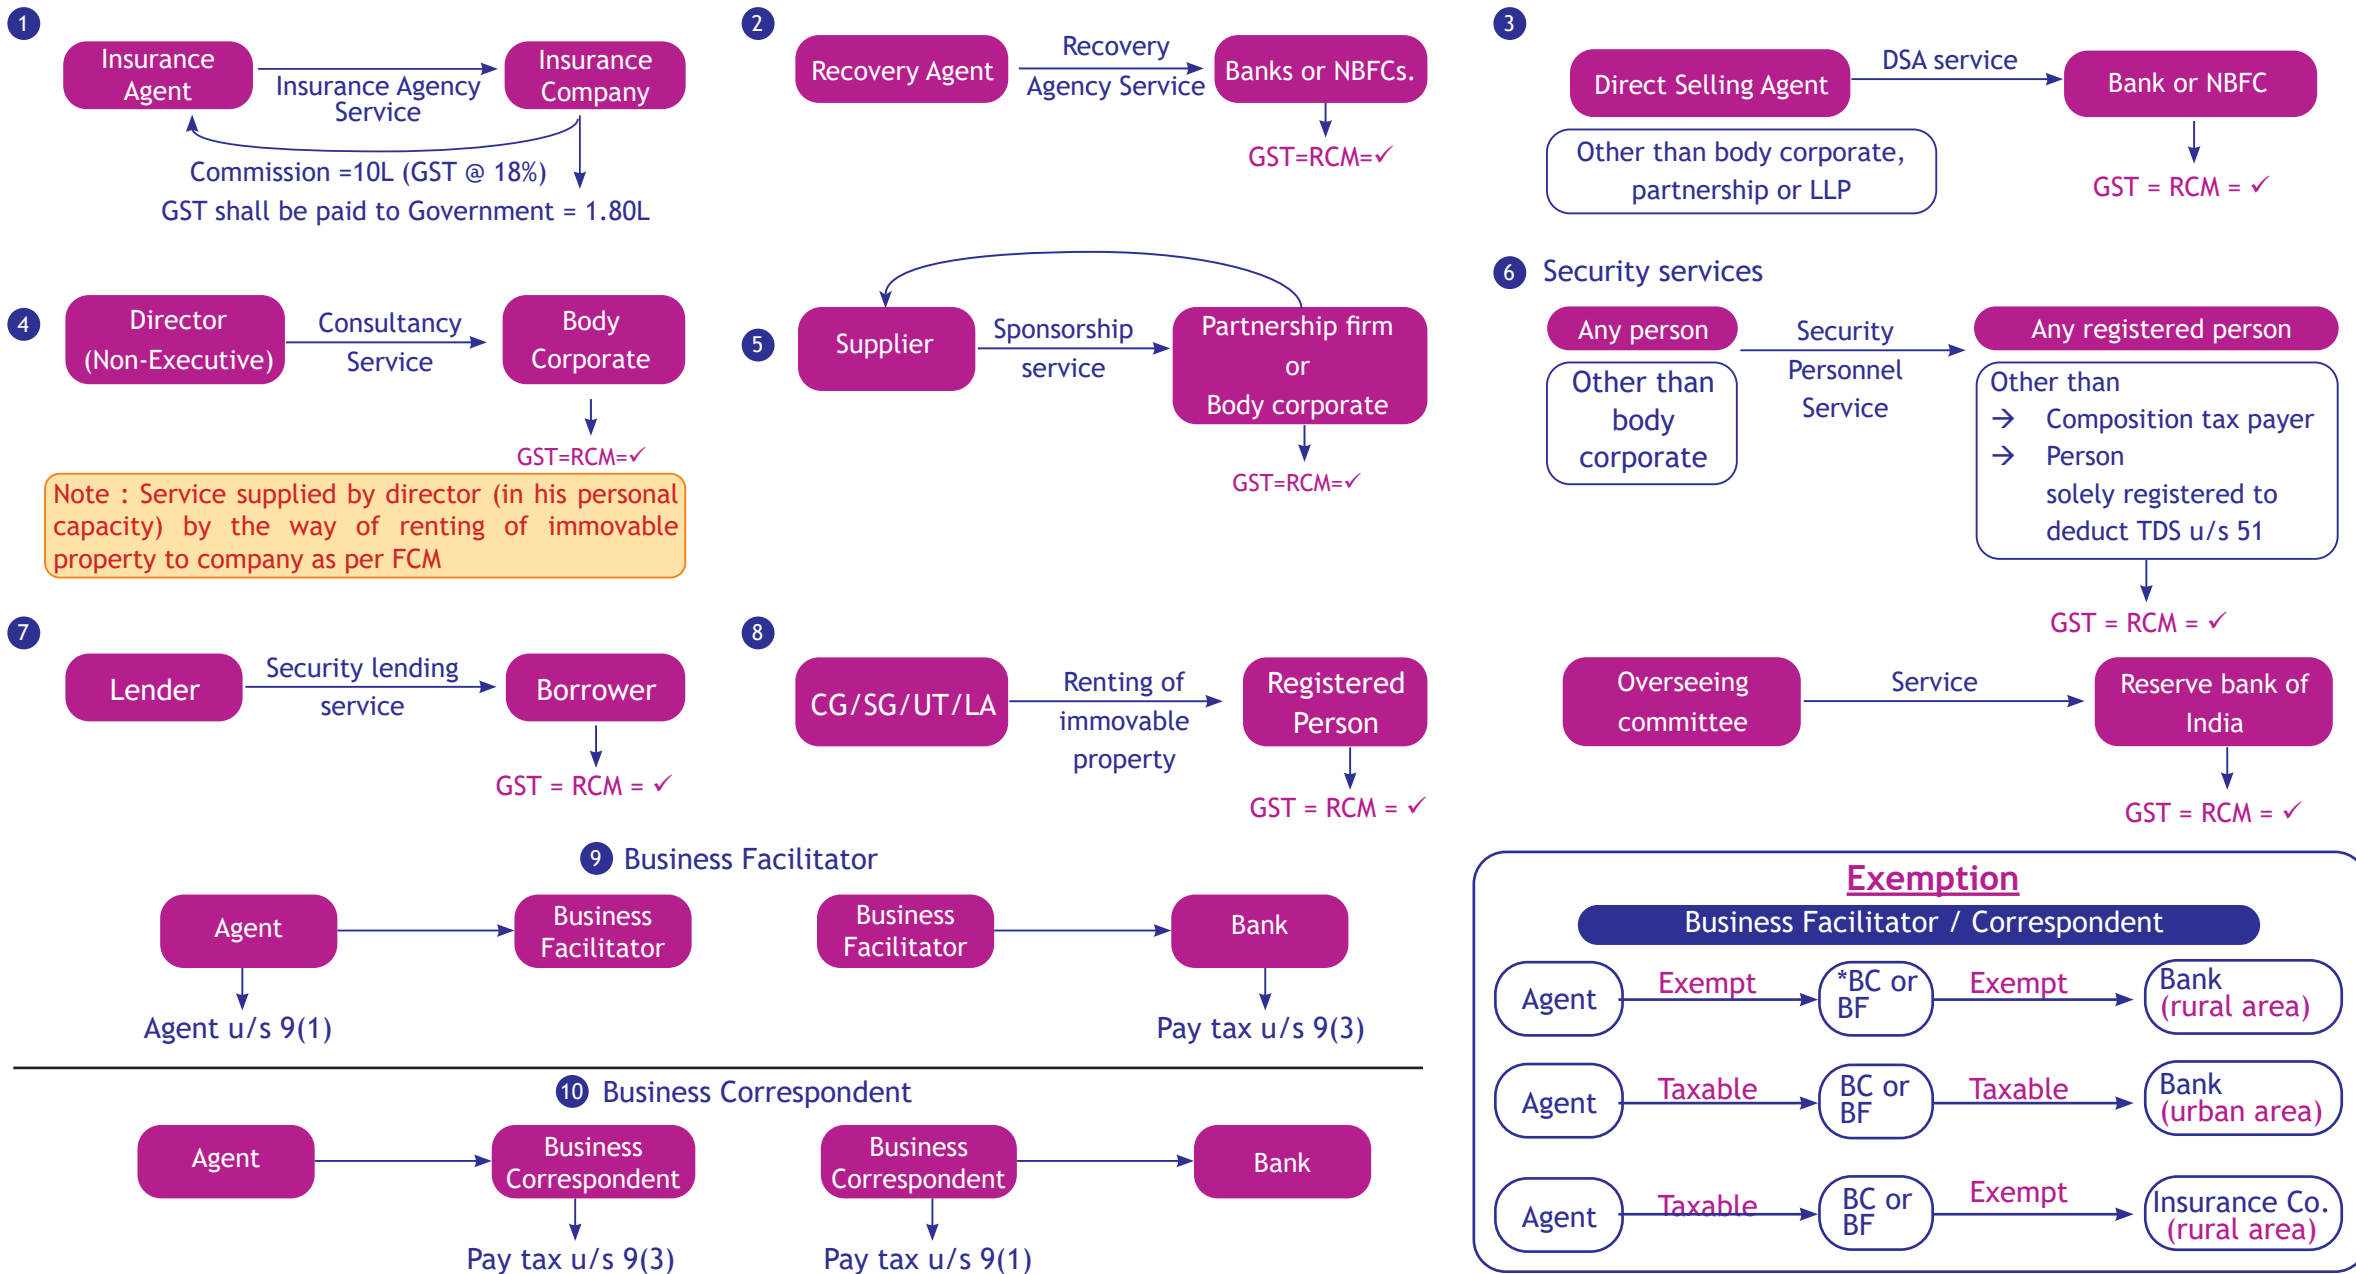 1
Insurance
Agent
Insurance Agency
Service
Insurance
Company
Commission =10L (GST @ 18%)
GST shall be paid to Government = 1.80L
2
Recovery Agent
Recovery
Agency Service
Banks or NBFCs.
GST=RCM=✓
3
Direct Selling Agent
DSA service
Bank or NBFC
Other than body corporate,
partnership or LLP
GST = RCM = ✓
4
Director
(Non-Executive)
Consultancy
Service
Body
Corporate
GST=RCM=✓
Note : Service supplied by director (in his personal
capacity) by the way of renting of immovable
property to company as per FCM
5
Supplier
Sponsorship
service
Partnership firm
or
Body corporate
GST=RCM=✓
6 Security services
Any person
Other than
body
corporate
Security
Personnel
Service
Any registered person
Other than
→ Composition tax payer
→ Person
solely registered to
deduct TDS u/s 51
GST = RCM = ✓
7
Lender
Security lending
service
Borrower
GST = RCM = ✓
8
CG/SG/UT/LA
Renting of
immovable
property
Registered
Person
GST = RCM = ✓
Overseeing
committee
Service
Reserve bank of
India
GST = RCM = ✓
9 Business Facilitator
Agent
Business
Facilitator
Agent u/s 9(1)
Business
Facilitator
Bank
Pay tax u/s 9(3)
10 Business Correspondent
Agent
Business
Correspondent
Pay tax u/s 9(3)
Business
Correspondent
Bank
Pay tax u/s 9(1)
Exemption
Business Facilitator / Correspondent
Agent
Exempt
*BC or
BF
Exempt
Bank
(rural area)
Agent
Taxable
BC or
BF
Taxable
Bank
(urban area)
Agent
Taxable
BC or
BF
Exempt
Insurance Co.
(rural area)